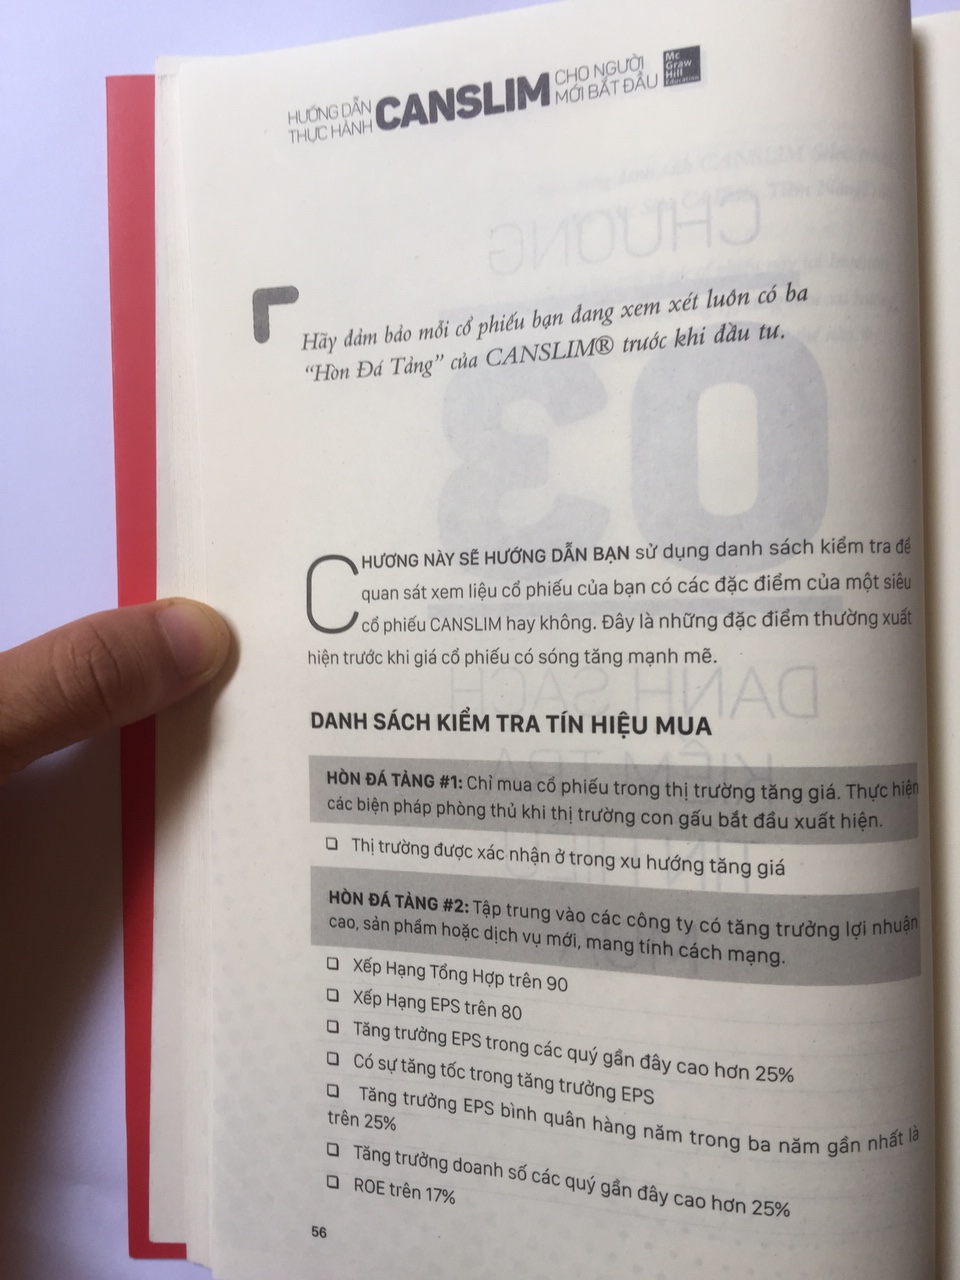 HƯỚNG DẪN
THỰC HÀNH
CANSLIM
CHO NGƯỜI
MỚI BẮT ĐẦU
Mc
Graw
Hill
Education
Hãy đảm bảo mỗi cổ phiếu bạn đang xem xét luôn có ba
“Hòn Đá Tảng” của CANSLIM® trước khi đầu tư.
CHƯƠNG NÀY SẼ HƯỚNG DẪN BẠN sử dụng danh sách kiểm tra để
quan sát xem liệu cổ phiếu của bạn có các đặc điểm của một siêu
cổ phiếu CANSLIM hay không. Đây là những đặc điểm thường xuất
hiện trước khi giá cổ phiếu có sóng tăng mạnh mẽ.
DANH SÁCH KIỂM TRA TÍN HIỆU MUA
HÒN ĐÁ TẢNG #1: Chỉ mua cổ phiếu trong thị trường tăng giá. Thực hiện
các biện pháp phòng thủ khi thị trường con gấu bắt đầu xuất hiện.
❑ Thị trường được xác nhận ở trong xu hướng tăng giá
HÒN ĐÁ TẢNG #2: Tập trung vào các công ty có tăng trưởng lợi nhuận
cao, sản phẩm hoặc dịch vụ mới, mang tính cách mạng.
❑ Xếp Hạng Tổng Hợp trên 90
❑ Xếp Hạng EPS trên 80
❑ Tăng trưởng EPS trong các quý gần đây cao hơn 25%
❑ Có sự tăng tốc trong tăng trưởng EPS
❑ Tăng trưởng EPS bình quân hàng năm trong ba năm gần nhất là
trên 25%
❑ Tăng trưởng doanh số các quý gần đây cao hơn 25%
❑ ROE trên 17%
56